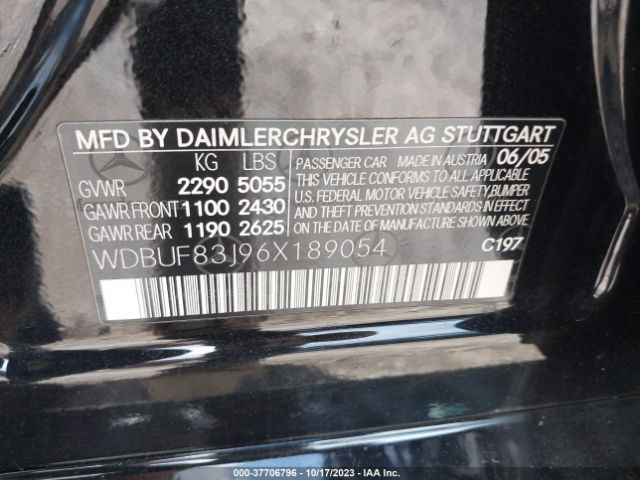 MFD BY DAIMLERCHRYSLER AG STUTTGART
KG LBS
GVWR 2290 5055
GAWR FRONT 1100 2430
GAWR REAR 1190 2625
PASSENGER CAR MADE IN AUSTRIA 06/05
THIS VEHICLE CONFORMS TO ALL APPLICABLE
U.S. FEDERAL MOTOR VEHICLE SAFETY, BUMPER
AND THEFT PREVENTION STANDARDS IN EFFECT
ON THE DATE OF MANUFACTURE SHOWN ABOVE.
WDBUF83J96X189054
C197
000-37706796 - 10/17/2023 - IAA Inc.